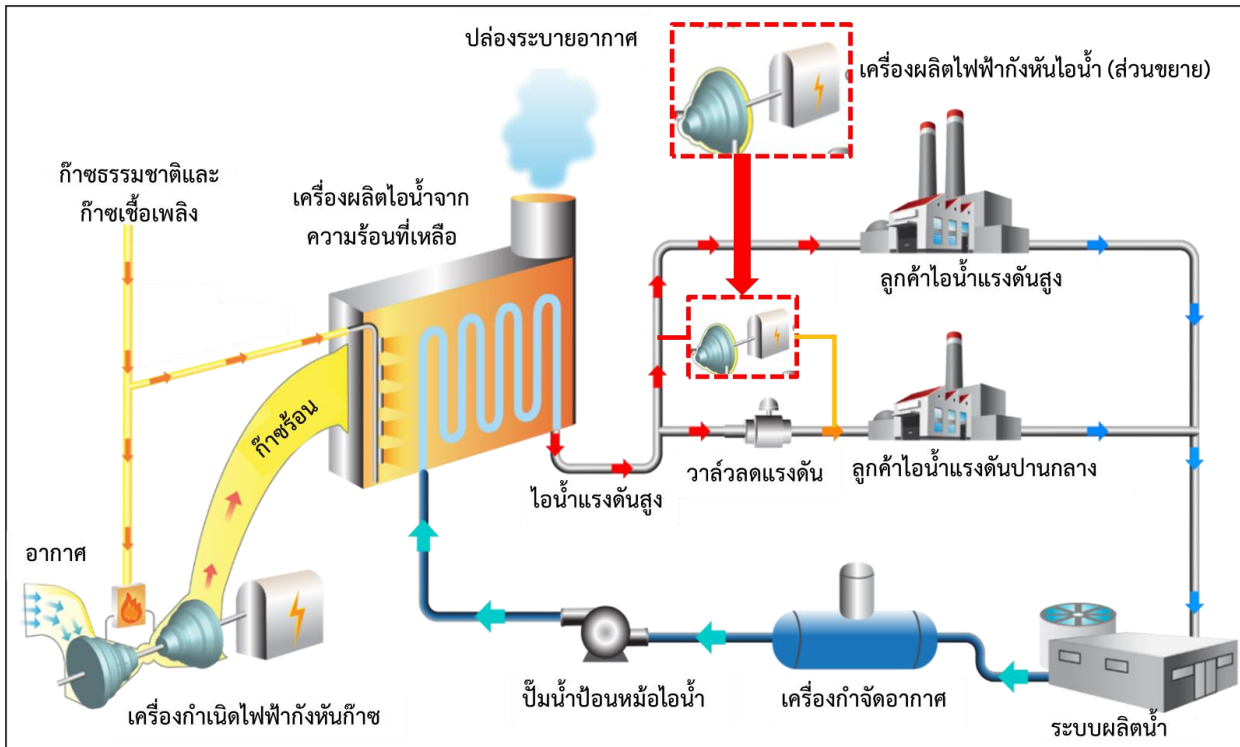 ปล่องระบายอากาศ
เครื่องผลิตไฟฟ้ากังหันไอน้ำ (ส่วนขยาย)
ก๊าซธรรมชาติและ
ก๊าซเชื้อเพลิง
เครื่องผลิตไอน้ำจาก
ความร้อนที่เหลือ
ลูกค้าไอน้ำแรงดันสูง
ก๊าซร้อน
วาล์วลดแรงดัน
ลูกค้าไอน้ำแรงดันปานกลาง
ไอน้ำแรงดันสูง
อากาศ
เครื่องกำเนิดไฟฟ้ากังหันก๊าซ
ปั๊มน้ำป้อนหม้อไอน้ำ
เครื่องกำจัดอากาศ
ระบบผลิตน้ำ